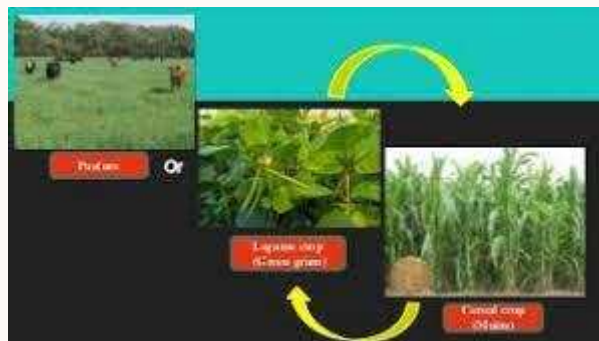 Pasture
Or
Legume crop
(Green gram)
Cereal crop
(Maize)